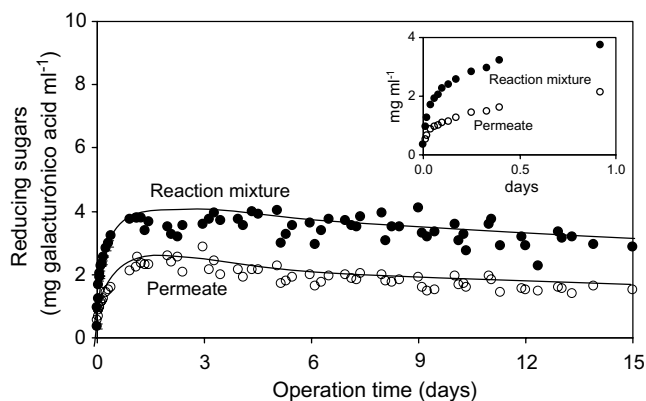 Reducing sugars
(mg galacturónico acid ml-1)
10
8
6
4
2
0
Reaction mixture
Permeate
0
3
6
9
12
15
Operation time (days)
mg ml-1
4
2
0
Reaction mixture
Permeate
0.0
0.5
1.0
days